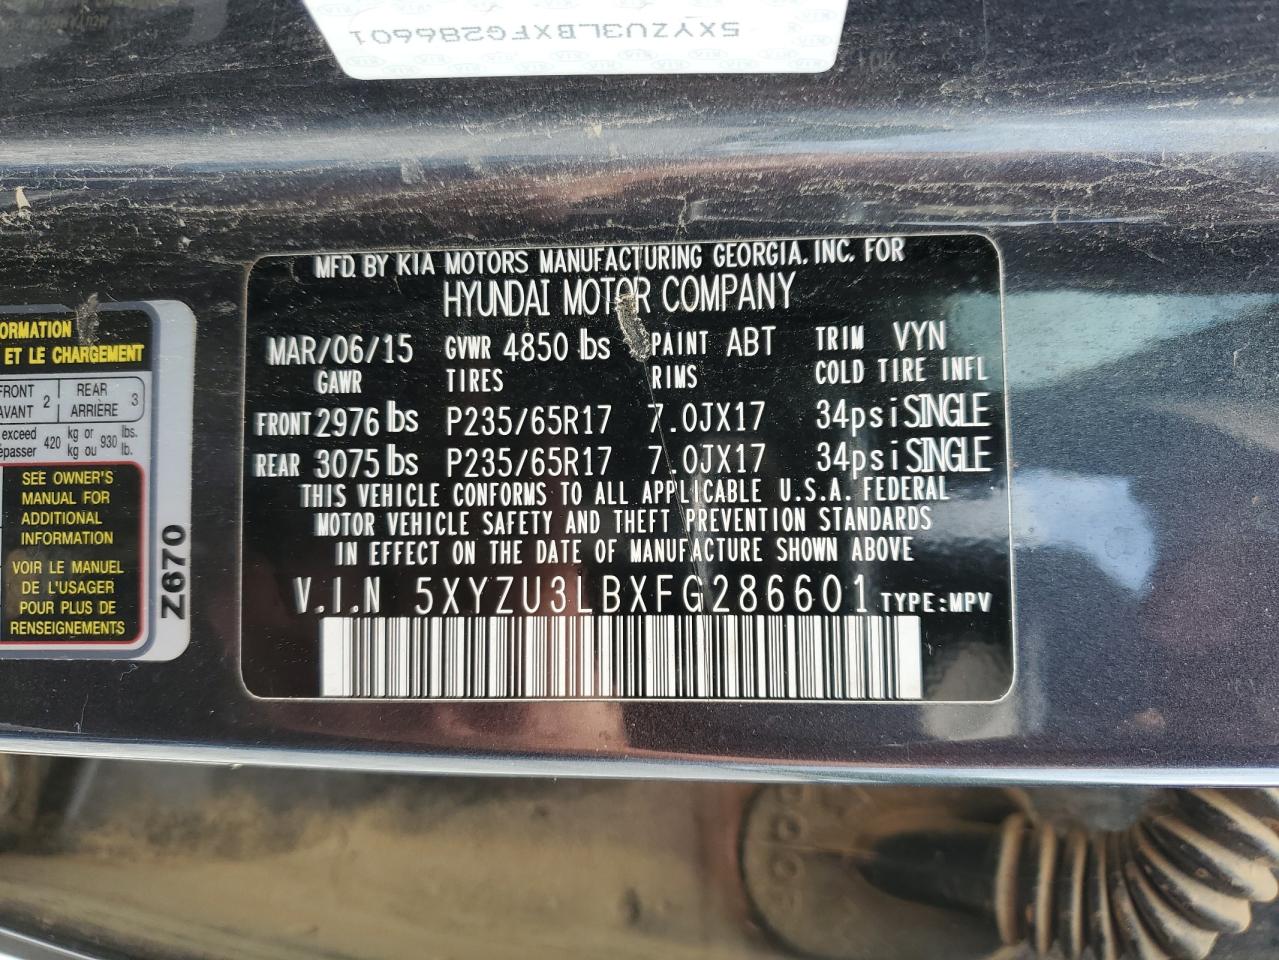 5XYZU3LBXFG286601
MFD. BY KIA MOTORS MANUFACTURING GEORGIA, INC. FOR
HYUNDAI MOTOR COMPANY
MAR/06/15 GVWR 4850 lbs PAINT ABT TRIM VYN
GAWR TIRES RIMS COLD TIRE INFL
FRONT 2976 lbs P235/65R17 7.0JX17 34psi SINGLE
REAR 3075 lbs P235/65R17 7.0JX17 34psi SINGLE
THIS VEHICLE CONFORMS TO ALL APPLICABLE U.S.A. FEDERAL
MOTOR VEHICLE SAFETY AND THEFT PREVENTION STANDARDS
IN EFFECT ON THE DATE OF MANUFACTURE SHOWN ABOVE
V.I.N 5XYZU3LBXFG286601 TYPE:MPV
ET LE CHARGEMENT
FRONT 2 REAR 3
AVANT ARRIÈRE
exceed 420 kg or 930 lbs.
kg ou lb.
SEE OWNER'S
MANUAL FOR
ADDITIONAL
INFORMATION
VOIR LE MANUEL
DE L'USAGER
POUR PLUS DE
RENSEIGNEMENTS
Z670